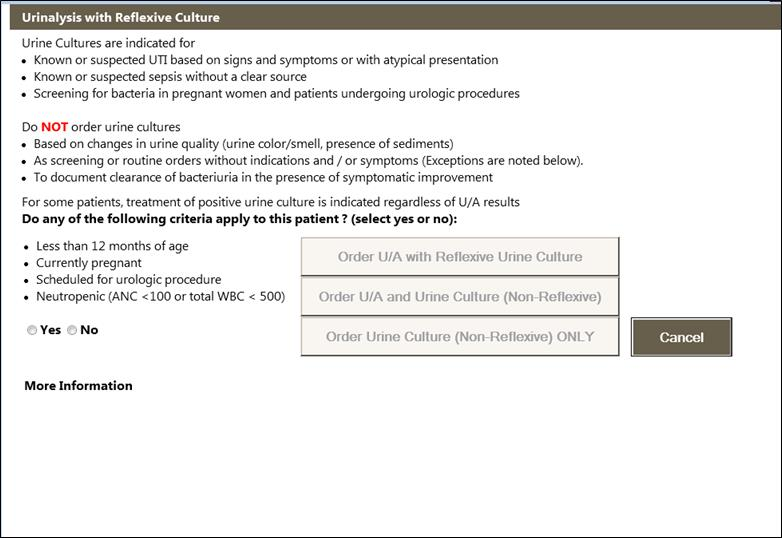 Urinalysis with Reflexive Culture
Urine Cultures are indicated for
• Known or suspected UTI based on signs and symptoms or with atypical presentation
• Known or suspected sepsis without a clear source
• Screening for bacteria in pregnant women and patients undergoing urologic procedures
Do NOT order urine cultures
• Based on changes in urine quality (urine color/smell, presence of sediments)
• As screening or routine orders without indications and / or symptoms (Exceptions are noted below).
• To document clearance of bacteriuria in the presence of symptomatic improvement
For some patients, treatment of positive urine culture is indicated regardless of U/A results
Do any of the following criteria apply to this patient ? (select yes or no):
• Less than 12 months of age
• Currently pregnant
• Scheduled for urologic procedure
• Neutropenic (ANC <100 or total WBC < 500)
Yes No
Order U/A with Reflexive Urine Culture
Order U/A and Urine Culture (Non-Reflexive)
Order Urine Culture (Non-Reflexive) ONLY
Cancel
More Information